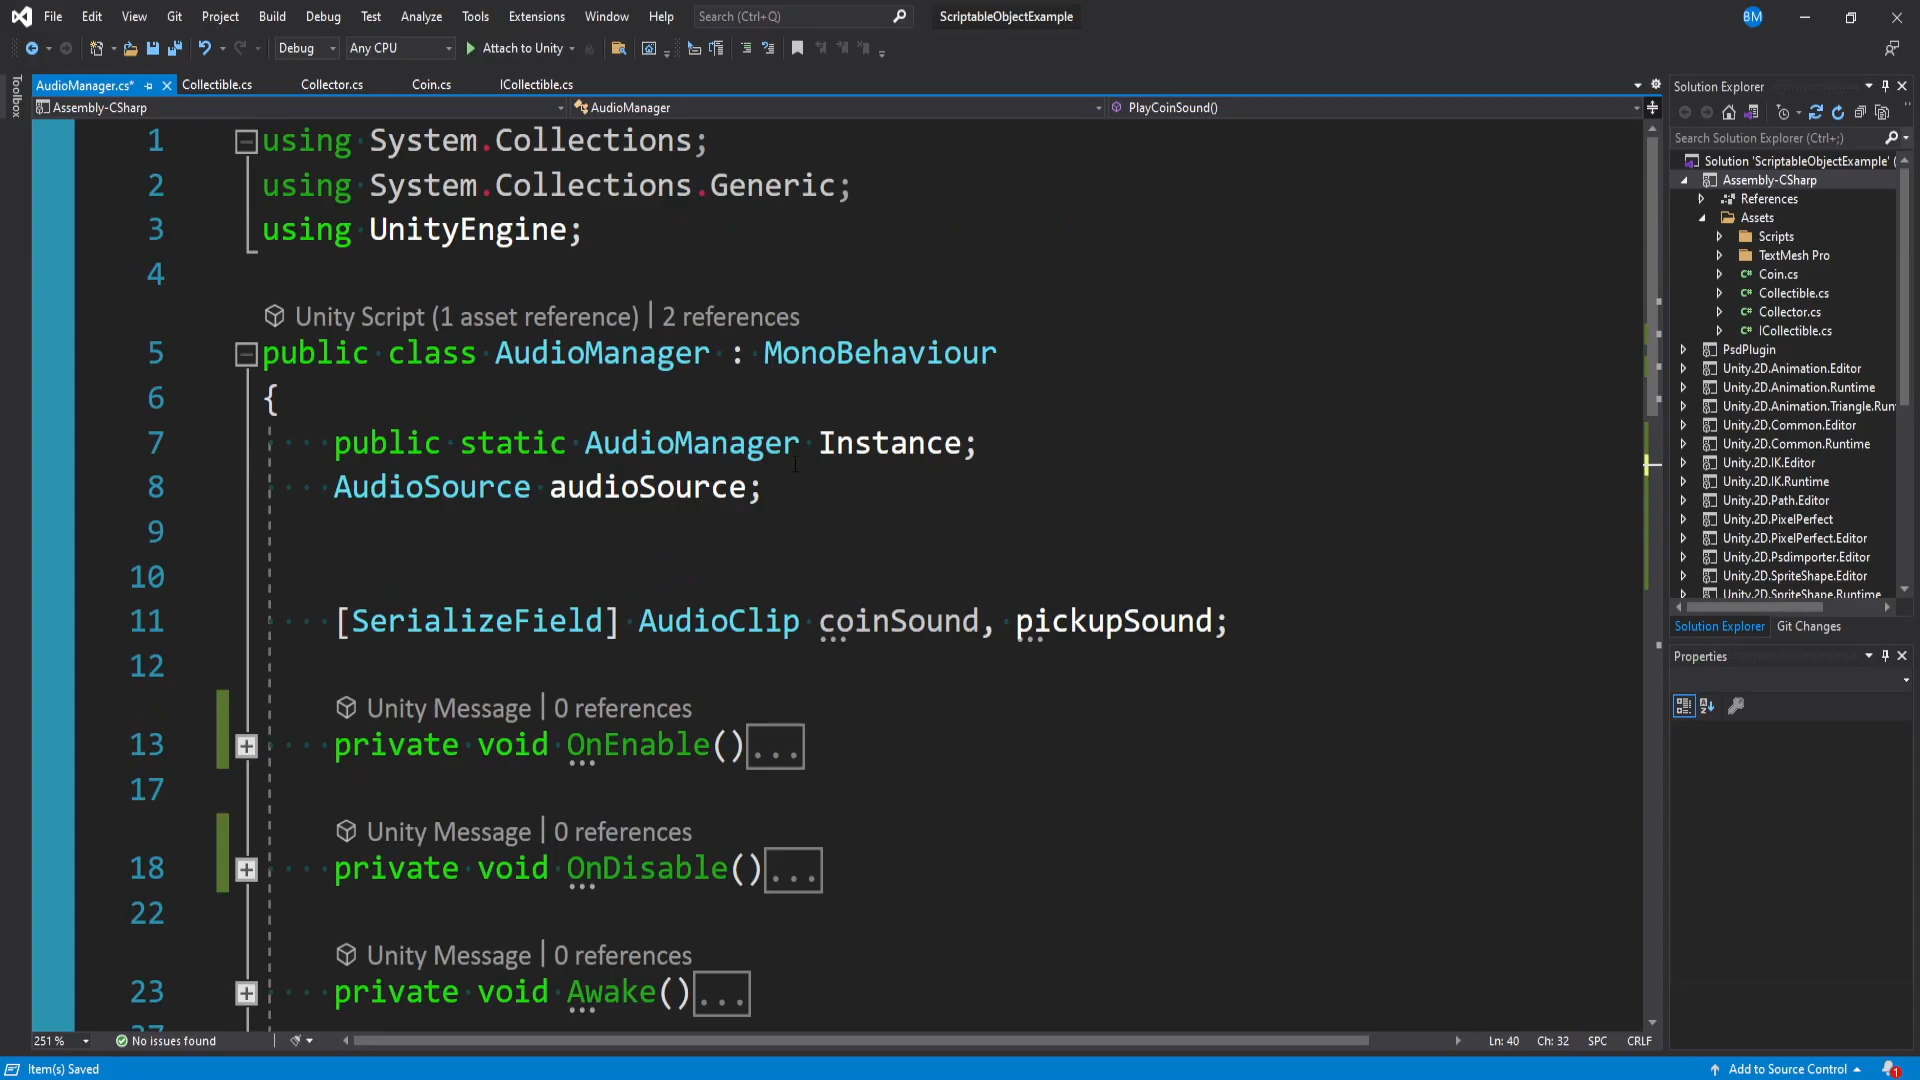 File Edit View Git Project Build Debug Test Analyze Tools Extensions Window Help Search (Ctrl+Q) ScriptableObjectExample BM
Debug Any CPU Attach to Unity
Toolbox
AudioManager.cs* Collectible.cs Collector.cs Coin.cs ICollectible.cs
Assembly-CSharp AudioManager PlayCoinSound()
1 using System.Collections;
2 using System.Collections.Generic;
3 using UnityEngine;
4
Unity Script (1 asset reference) | 2 references
5 public class AudioManager : MonoBehaviour
6 {
7 public static AudioManager Instance;
8 AudioSource audioSource;
9
10
11 [SerializeField] AudioClip coinSound, pickupSound;
12
Unity Message | 0 references
13 private void OnEnable()...
17
Unity Message | 0 references
18 private void OnDisable()...
22
Unity Message | 0 references
23 private void Awake()...
27
251 % No issues found Ln: 40 Ch: 32 SPC CRLF
Solution Explorer
Search Solution Explorer (Ctrl+;)
Solution 'ScriptableObjectExample' (
Assembly-CSharp
References
Assets
Scripts
TextMesh Pro
C# Coin.cs
C# Collectible.cs
C# Collector.cs
C# ICollectible.cs
PsdPlugin
Unity.2D.Animation.Editor
Unity.2D.Animation.Runtime
Unity.2D.Animation.Triangle.Run
Unity.2D.Common.Editor
Unity.2D.Common.Runtime
Unity.2D.IK.Editor
Unity.2D.IK.Runtime
Unity.2D.Path.Editor
Unity.2D.PixelPerfect
Unity.2D.PixelPerfect.Editor
Unity.2D.Psdimporter.Editor
Unity.2D.SpriteShape.Editor
Unity.2D.SpriteShape.Runtime
Solution Explorer Git Changes
Properties
Item(s) Saved Add to Source Control 1